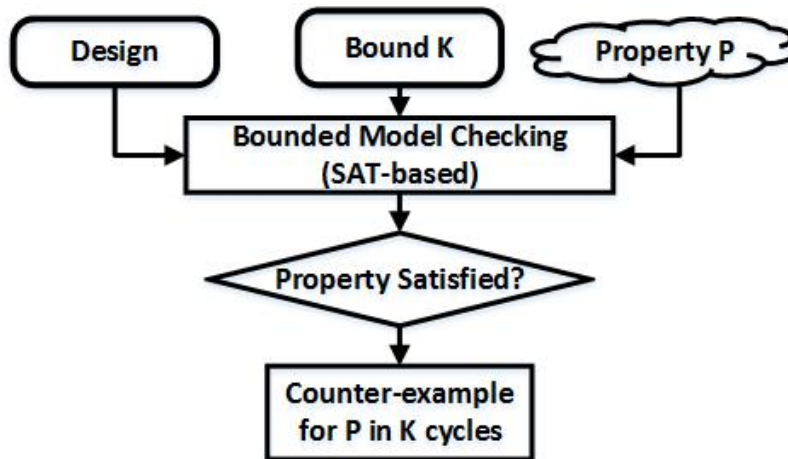 Design
Bound K
Property P
Bounded Model Checking
(SAT-based)
Property Satisfied?
Counter-example
for P in K cycles